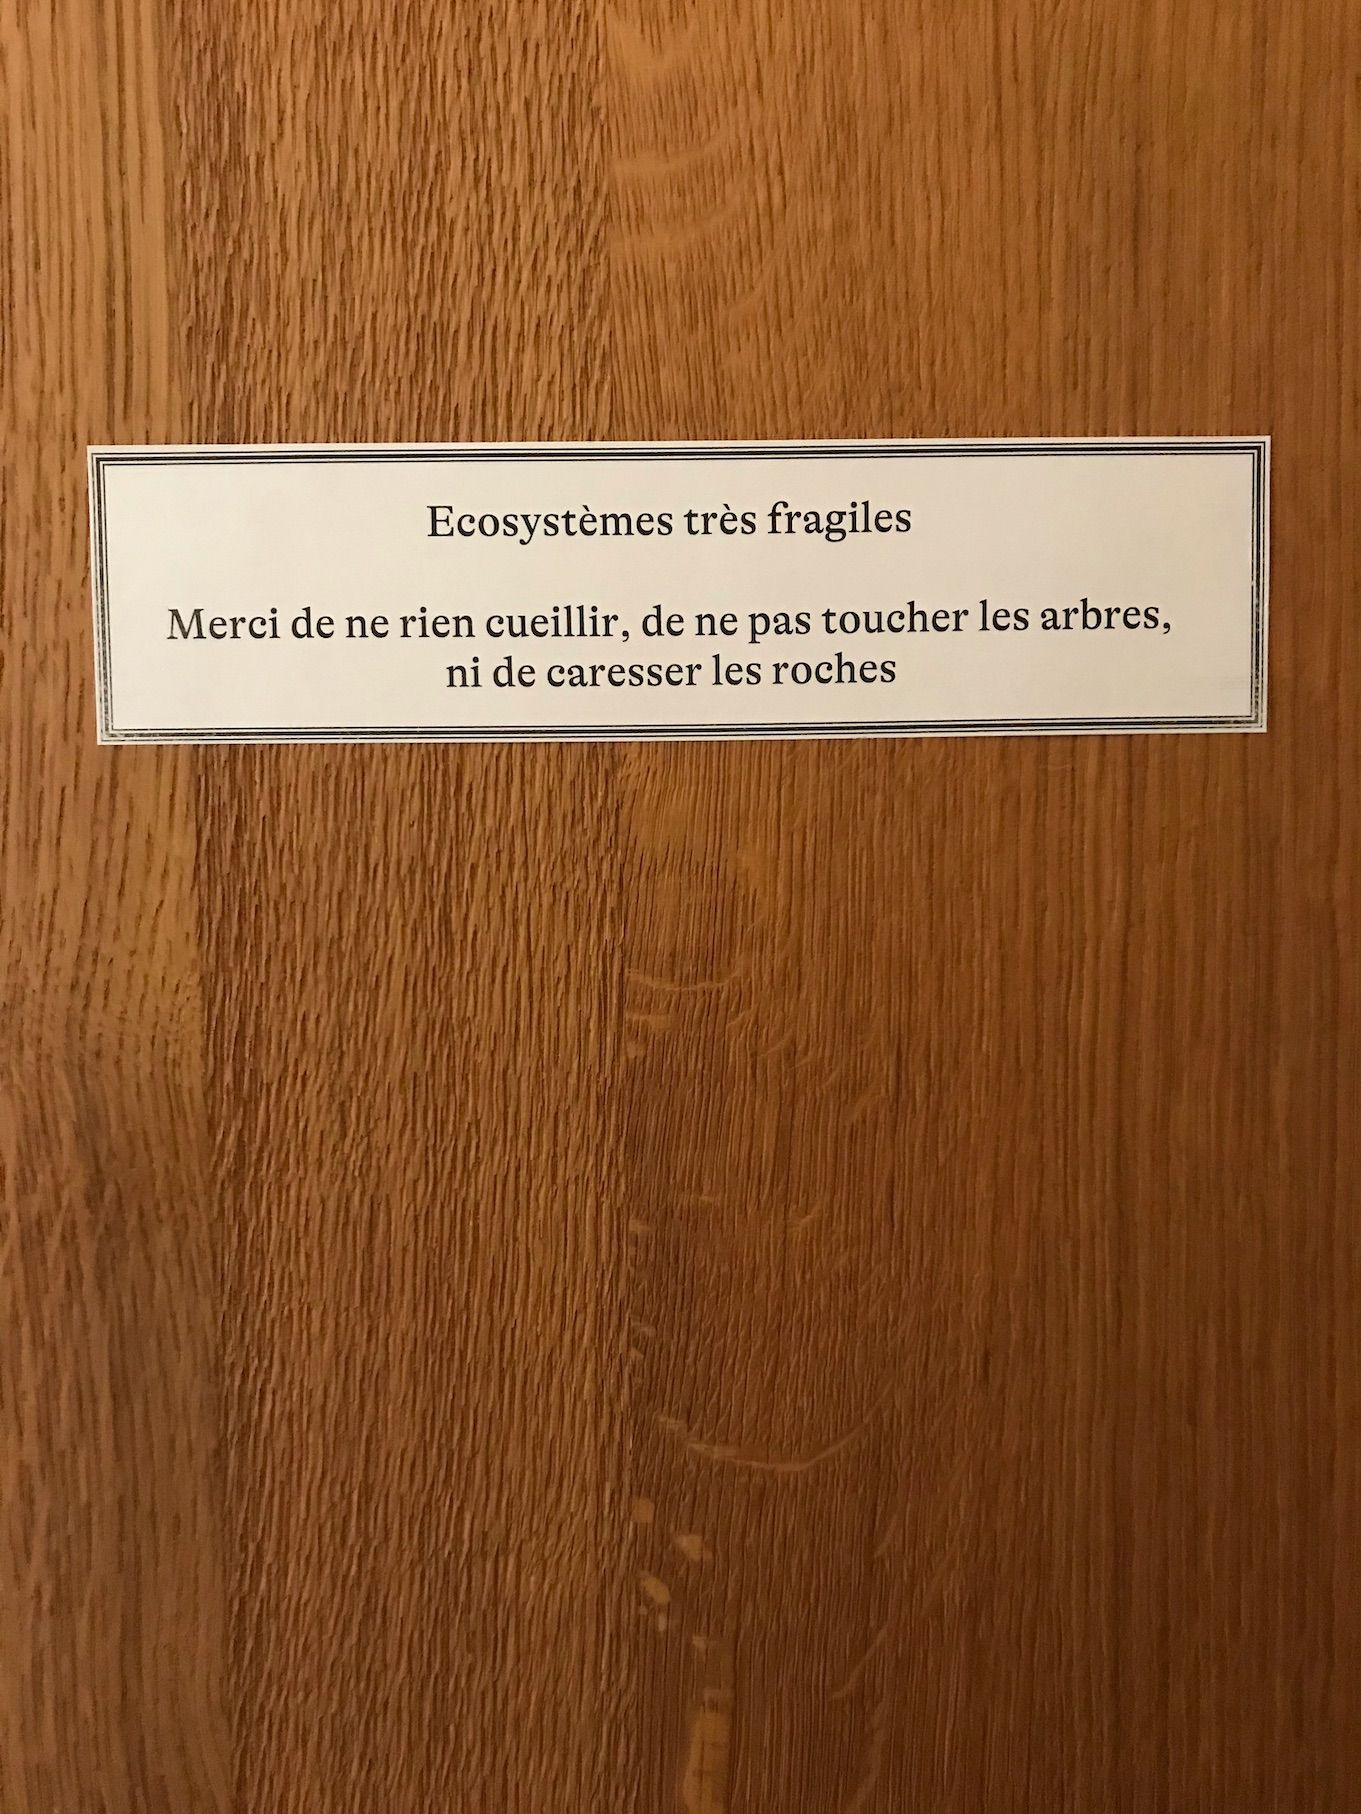 Ecosystèmes très fragiles
Merci de ne rien cueillir, de ne pas toucher les arbres,
ni de caresser les roches